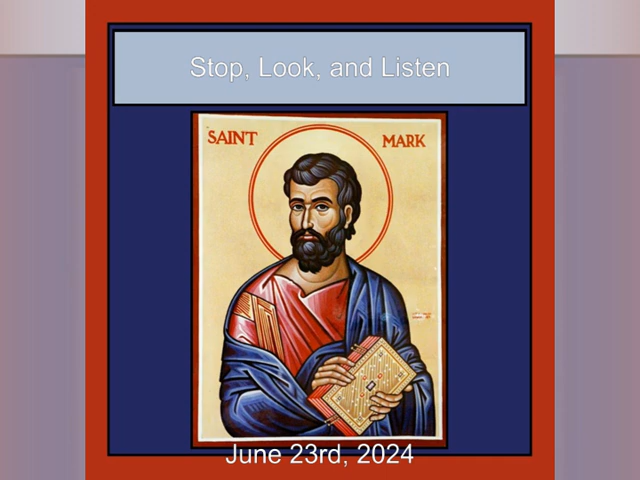 Stop, Look, and Listen
SAINT MARK
June 23rd, 2024